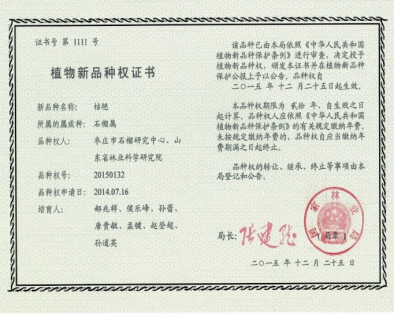 证书号 第 1111 号
植物新品种权证书
新品种名称: 桔艳
所属的属或种: 石榴属
品种权人: 枣庄市石榴研究中心、山
东省林业科学研究院
品种权号: 20150132
品种权申请日: 2014.07.16
培育人: 郝兆祥、侯乐峰、孙蕾、
唐贵敏、孟健、赵登超、
孙道美
该品种已由本局依照《中华人民共和国
植物新品种保护条例》进行审查,决定授予
植物新品种权,颁发本证书并在植物新品种
保护公报上予以公告。品种权自
二〇一五 年 十二 月 二十五日起生效。
本品种权期限为 贰拾 年,自生效之日
起计算。品种权人应依照《中华人民共和国
植物新品种保护条例》的有关规定缴纳年费。
未按规定缴纳年费的,品种权自应当缴纳年
费期满之日起终止。
品种权的转让、继承、终止等事项由本
局登记和公告。
局长:
国家林业局
(局章)
二〇一五 年 十二 月 二十五 日